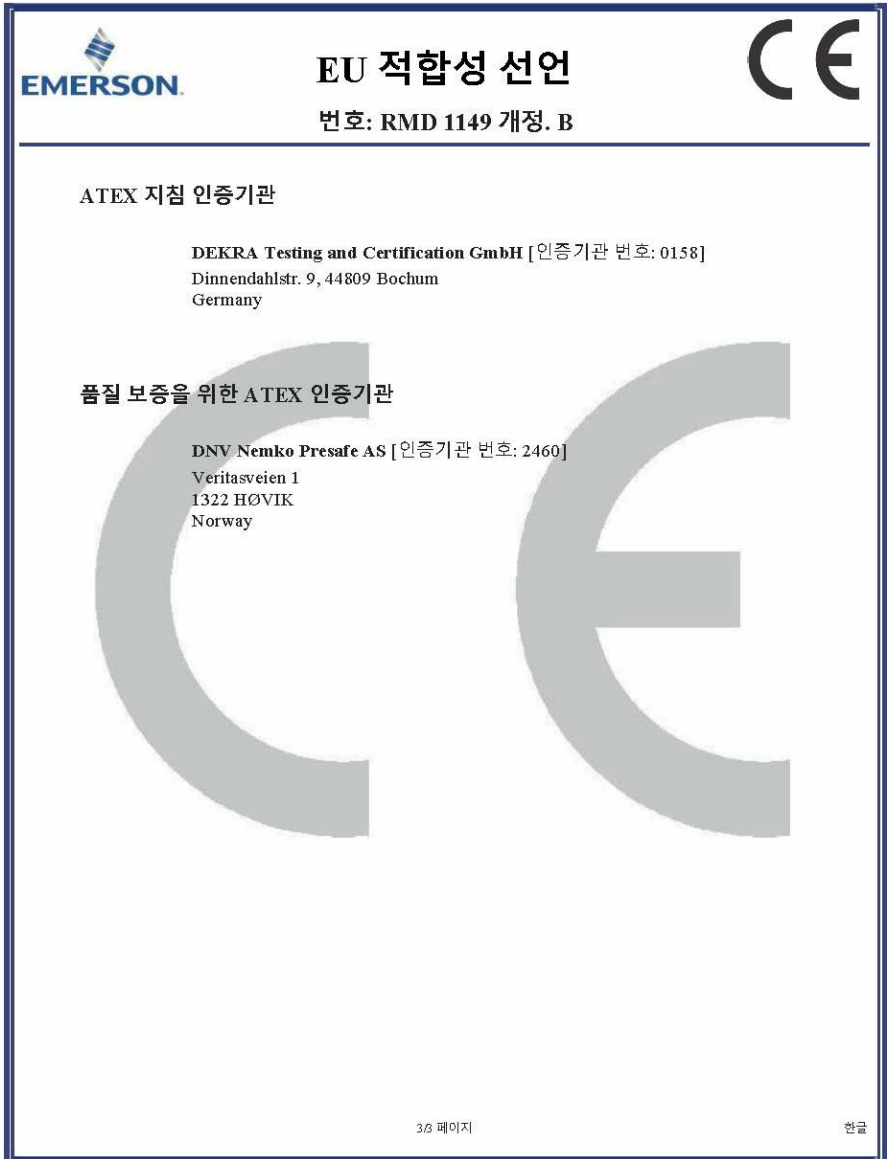 EMERSON.
EU 적합성 선언
번호: RMD 1149 개정. B
CE
ATEX 지침 인증기관
DEKRA Testing and Certification GmbH [인증기관 번호: 0158]
Dinnendahlstr. 9, 44809 Bochum
Germany
품질 보증을 위한 ATEX 인증기관
DNV Nemko Presafe AS [인증기관 번호: 2460]
Veritasveien 1
1322 HØVIK
Norway
CE
3/3 페이지
한글